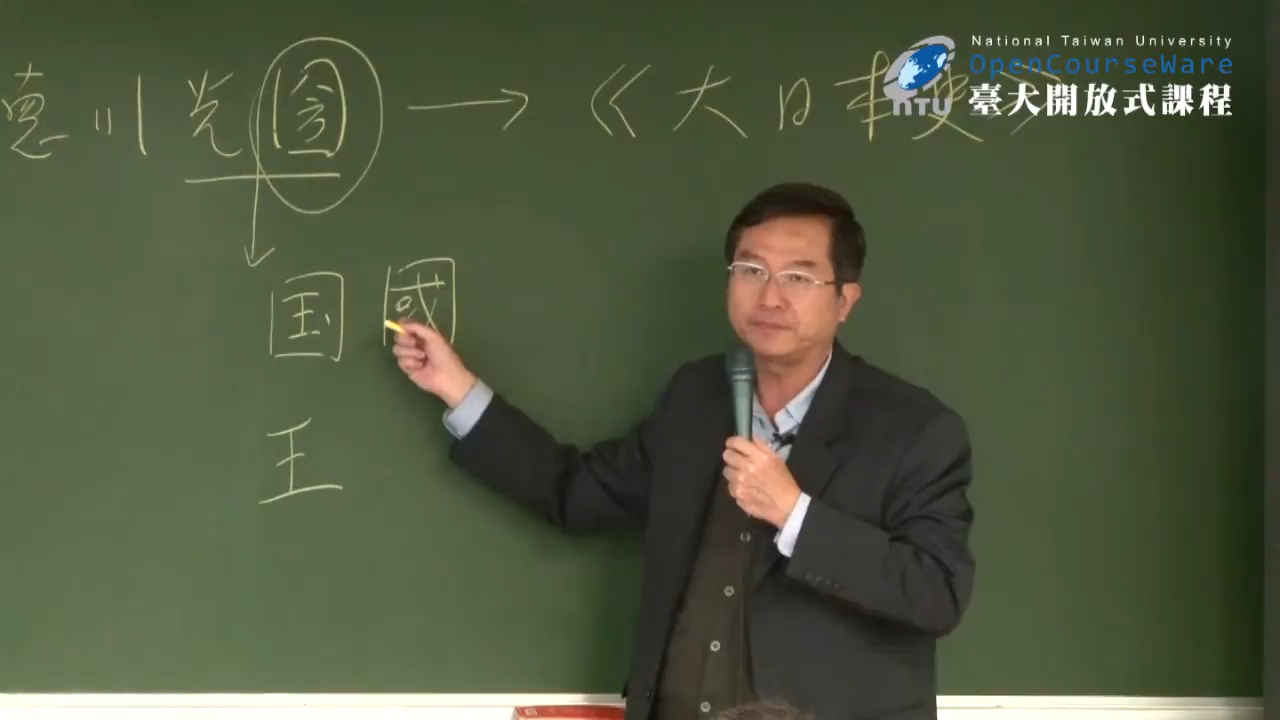 National Taiwan University
OpenCourseWare
NTU 臺大開放式課程
德川光圀 → 《大日本史》
国 國
王